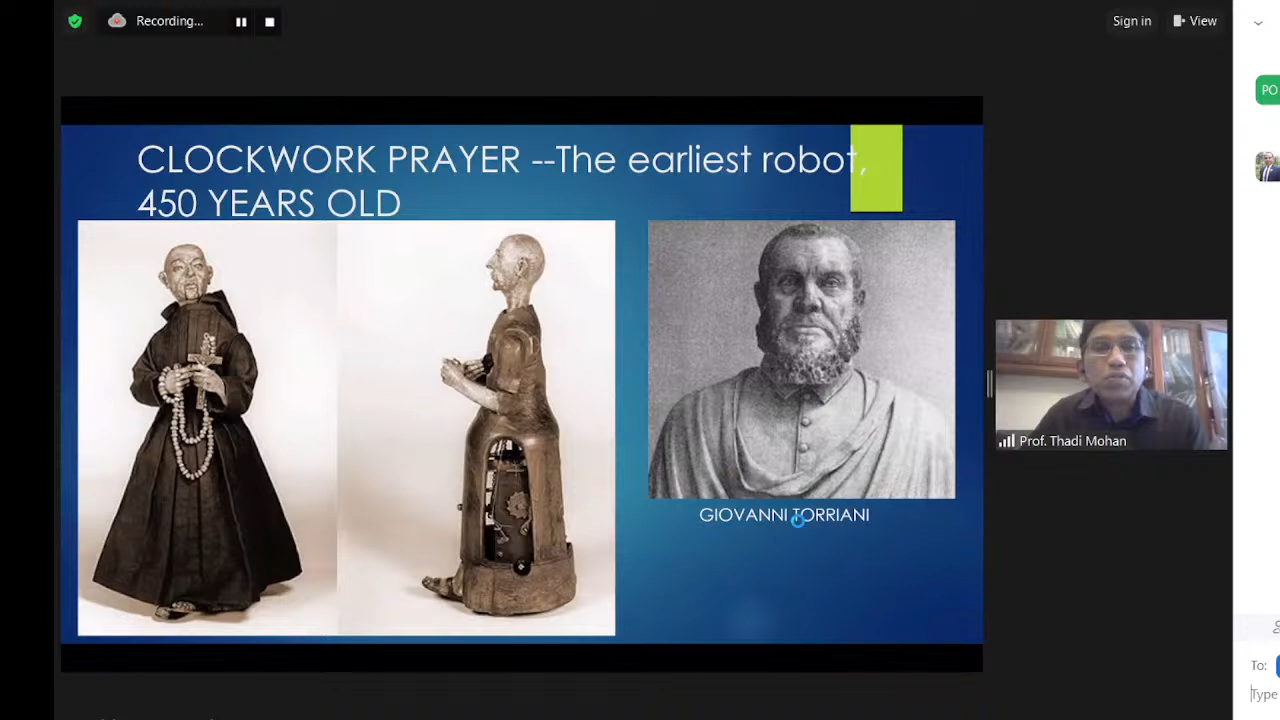 Recording...
Sign in
View
PO
CLOCKWORK PRAYER --The earliest robot,
450 YEARS OLD
GIOVANNI TORRIANI
Prof. Thadi Mohan
To:
Type